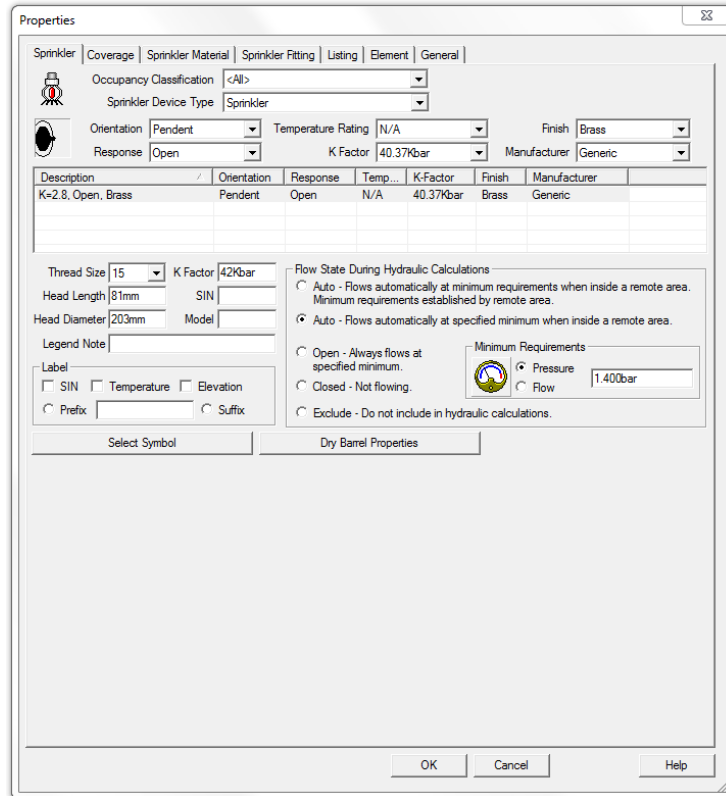 Properties
Sprinkler Coverage Sprinkler Material Sprinkler Fitting Listing Element General
Occupancy Classification <All>
Sprinkler Device Type Sprinkler
Orientation Pendent Temperature Rating N/A Finish Brass
Response Open K Factor 40.37Kbar Manufacturer Generic
Description Orientation Response Temp... K-Factor Finish Manufacturer
K=2.8, Open, Brass Pendent Open N/A 40.37Kbar Brass Generic
Thread Size 15 K Factor 42Kbar
Head Length 81mm SIN
Head Diameter 203mm Model
Legend Note
Label
SIN Temperature Elevation
Prefix Suffix
Flow State During Hydraulic Calculations
Auto - Flows automatically at minimum requirements when inside a remote area.
Minimum requirements established by remote area.
Auto - Flows automatically at specified minimum when inside a remote area.
Open - Always flows at
specified minimum.
Closed - Not flowing.
Minimum Requirements
Pressure
Flow
1.400bar
Exclude - Do not include in hydraulic calculations.
Select Symbol Dry Barrel Properties
OK Cancel Help